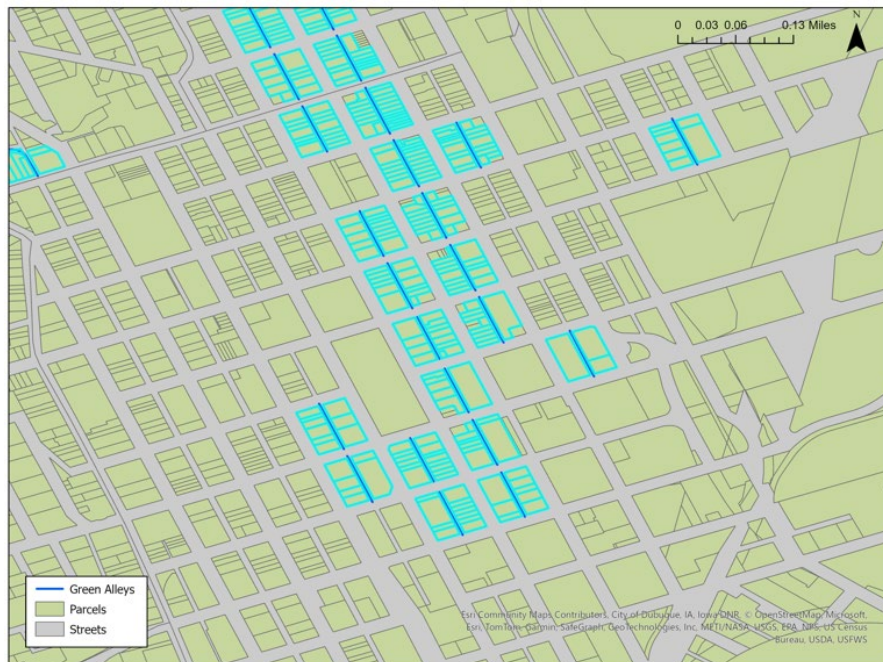 0 0.03 0.06 0.13 Miles
N
Green Alleys
Parcels
Streets
Esri Community Maps Contributors, City of Dubuque, IA, Iowa DNR, © OpenStreetMap, Microsoft,
Esri, TomTom, Garmin, SafeGraph, GeoTechnologies, Inc, METI/NASA, USGS, EPA, NPS, US Census
Bureau, USDA, USFWS